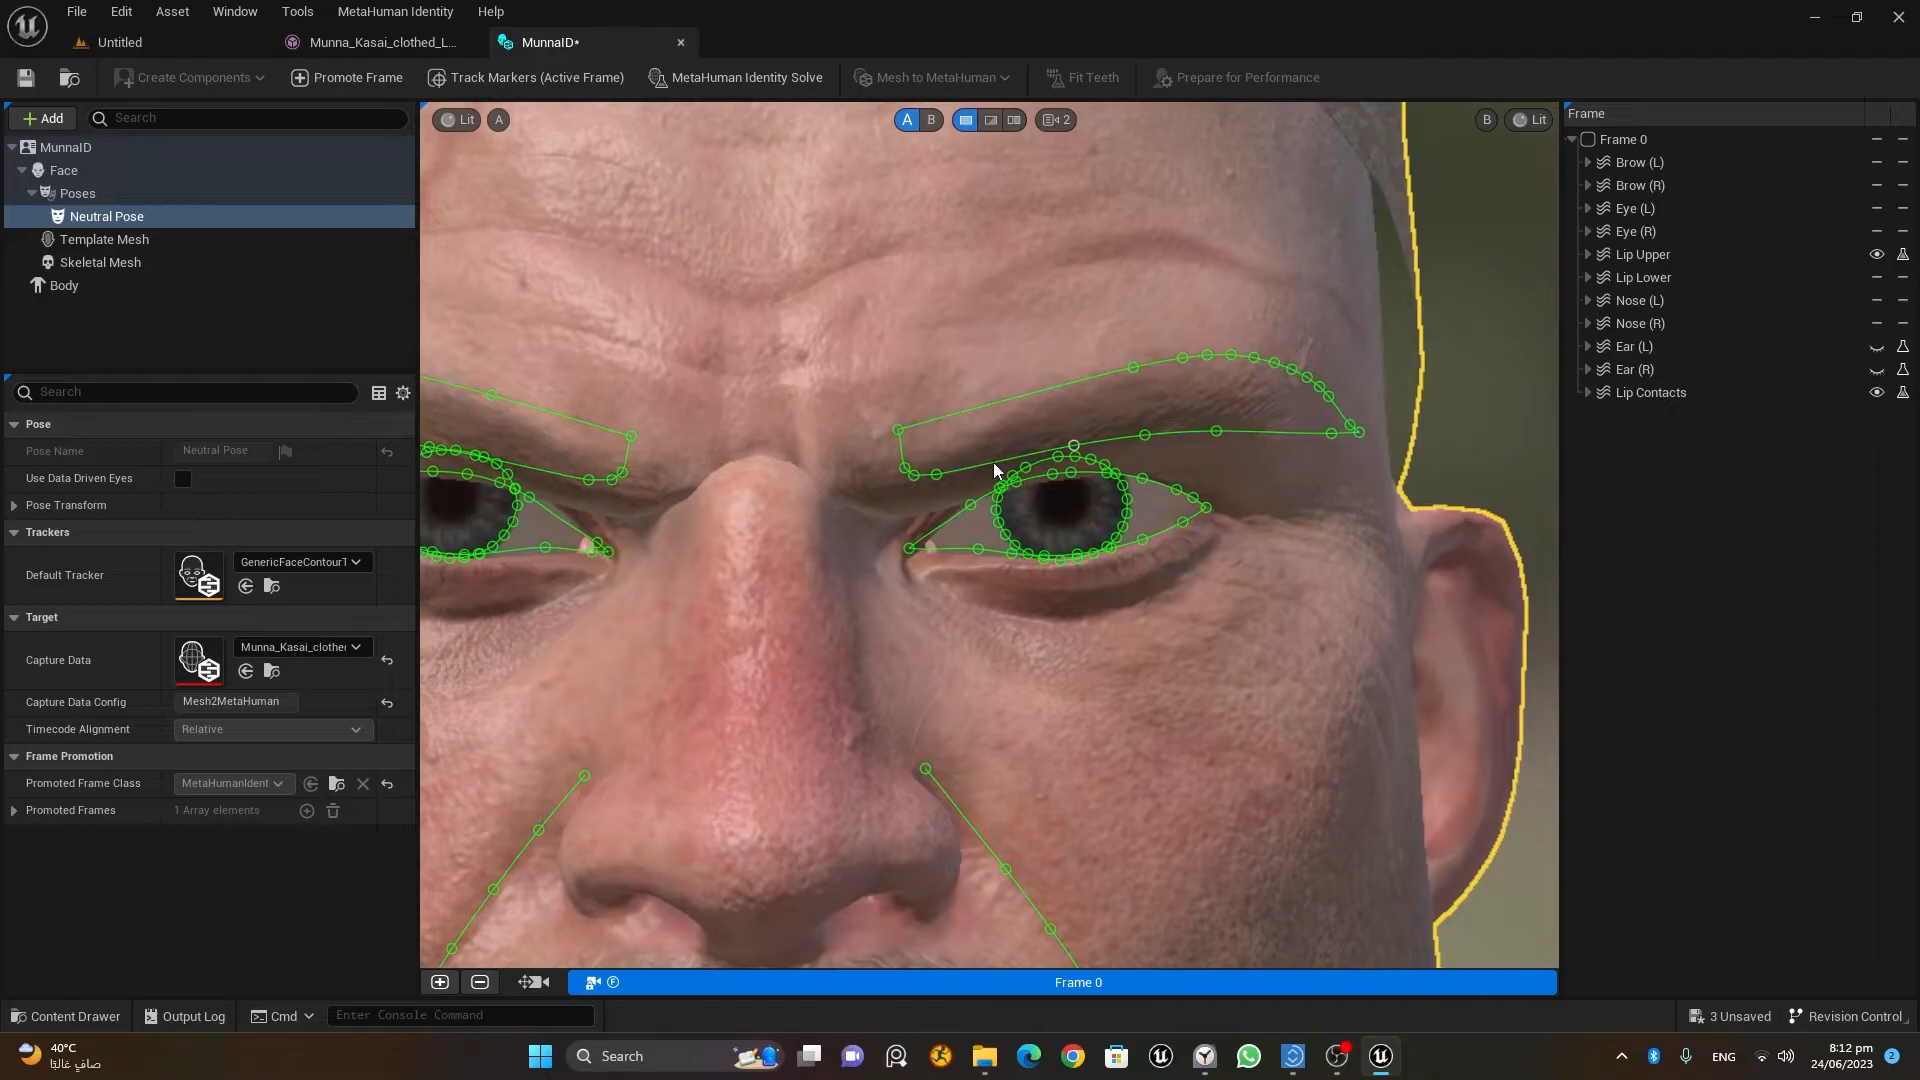 File Edit Asset Window Tools MetaHuman Identity Help
Untitled Munna_Kasai_clothed_L... MunnaID*
Create Components Promote Frame Track Markers (Active Frame) MetaHuman Identity Solve Mesh to MetaHuman Fit Teeth Prepare for Performance
Add Search
MunnaID
Face
Poses
Neutral Pose
Template Mesh
Skeletal Mesh
Body
Search
Pose
Pose Name Neutral Pose
Use Data Driven Eyes
Pose Transform
Trackers
Default Tracker GenericFaceContourT
Target
Capture Data Munna_Kasai_clothe
Capture Data Config Mesh2MetaHuman
Timecode Alignment Relative
Frame Promotion
Promoted Frame Class MetaHumanIdent
Promoted Frames 1 Array elements
Lit A A B 2 B Lit
Frame
Frame 0
Brow (L)
Brow (R)
Eye (L)
Eye (R)
Lip Upper
Lip Lower
Nose (L)
Nose (R)
Ear (L)
Ear (R)
Lip Contacts
F Frame 0
Content Drawer Output Log Cmd Enter Console Command 3 Unsaved Revision Control
40°C
صافٍ غالبًا
Search
ENG
8:12 pm
24/06/2023
2